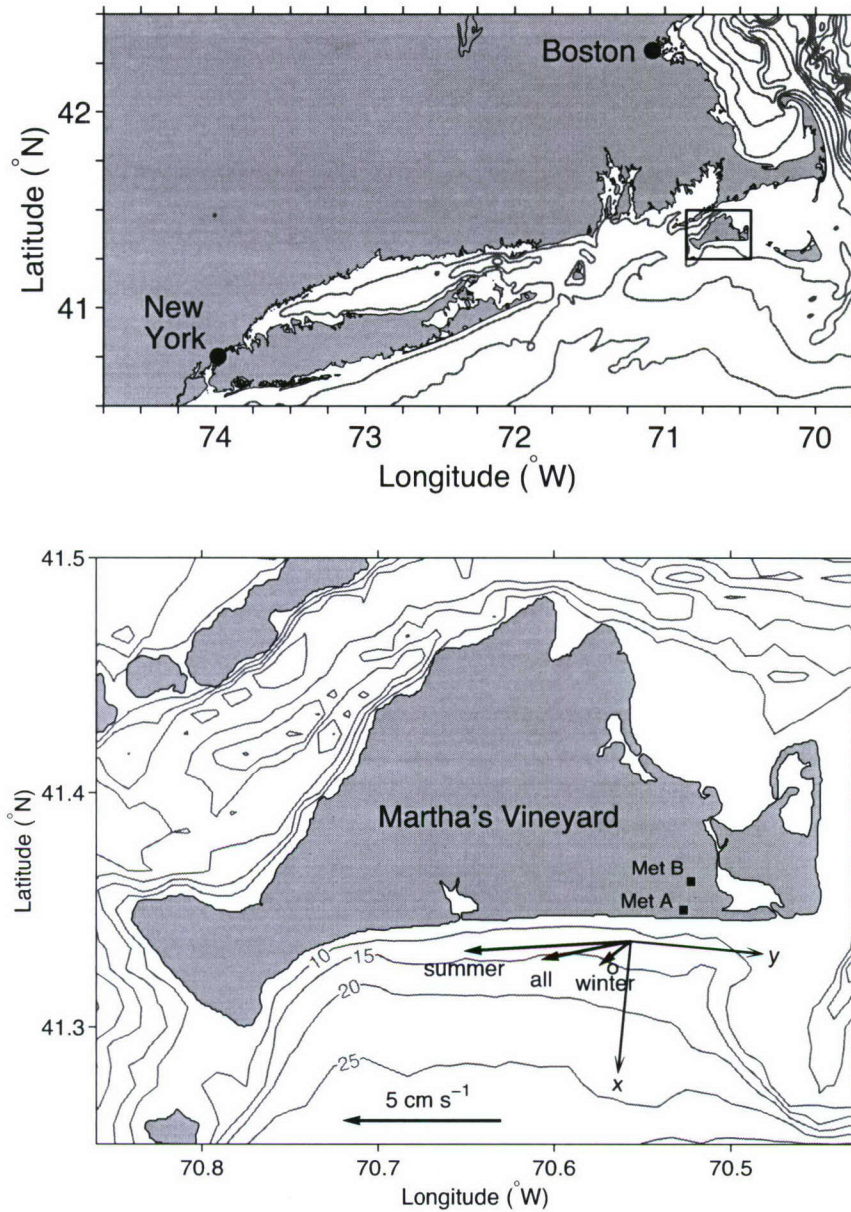 Boston
42
Latitude (°N)
41
New
York
74
73
72
71
70
Longitude (°W)
41.5
41.4
Latitude (°N)
41.3
Martha's Vineyard
Met B
Met A
10
15
20
25
summer
all
winter
y
x
5 cm s⁻¹
70.8
70.7
70.6
70.5
Longitude (°W)